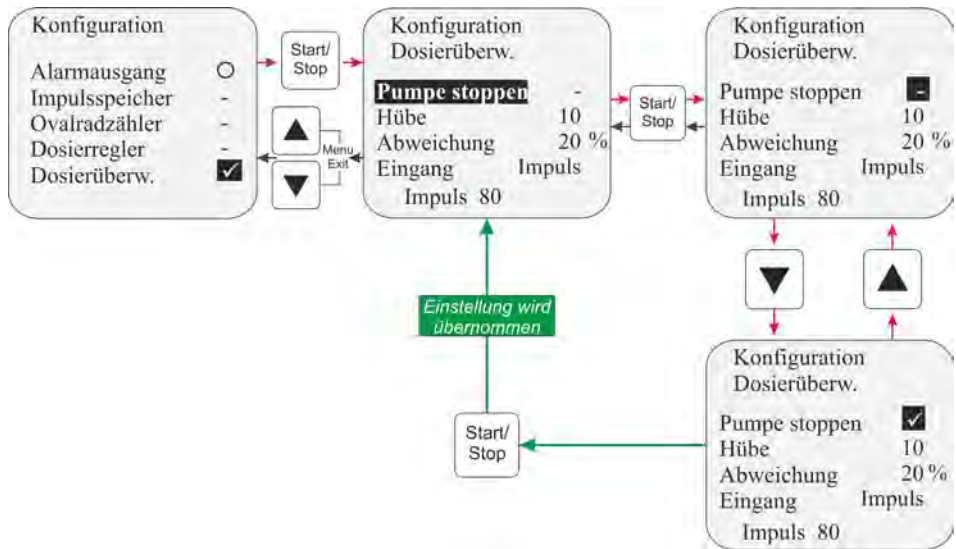 Konfiguration
Alarmausgang O
Impulsspeicher -
Ovalradzähler -
Dosierregler -
Dosierüberw. ✓
Start/
Stop
Menu
Exit
Konfiguration
Dosierüberw.
Pumpe stoppen -
Hübe 10
Abweichung 20 %
Eingang Impuls
Impuls 80
Start/
Stop
Konfiguration
Dosierüberw.
Pumpe stoppen -
Hübe 10
Abweichung 20 %
Eingang Impuls
Impuls 80
Einstellung wird
übernommen
Start/
Stop
Konfiguration
Dosierüberw.
Pumpe stoppen ✓
Hübe 10
Abweichung 20 %
Eingang Impuls
Impuls 80